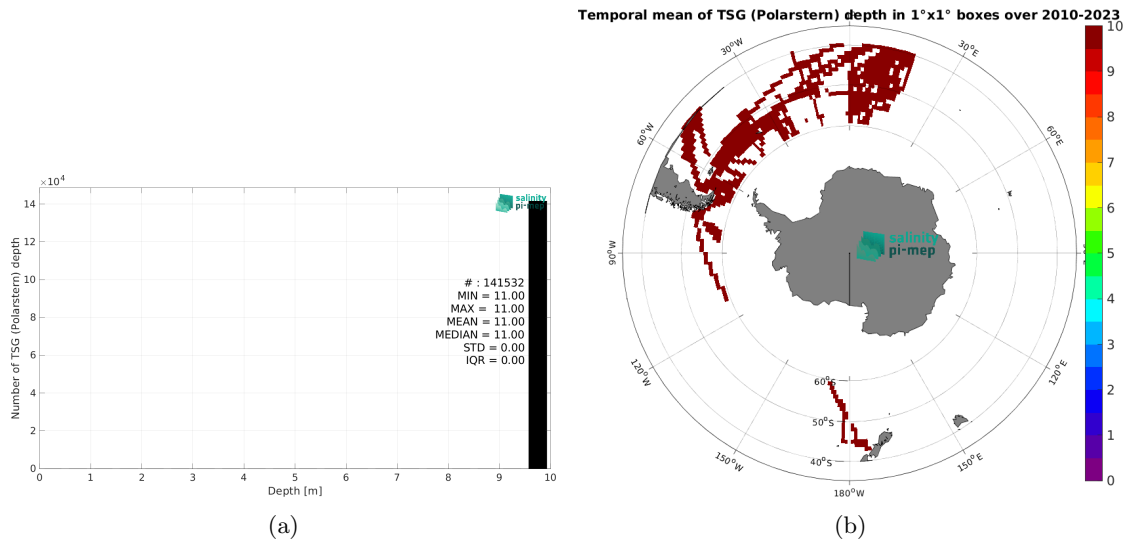 ×10⁴
14
12
10
8
6
4
2
0
Number of TSG (Polarstern) depth
salinity
pi-mep
# : 141532
MIN = 11.00
MAX = 11.00
MEAN = 11.00
MEDIAN = 11.00
STD = 0.00
IQR = 0.00
0 1 2 3 4 5 6 7 8 9 10
Depth [m]
(a)
Temporal mean of TSG (Polarstern) depth in 1°x1° boxes over 2010-2023
30°W
30°E
60°W
60°E
90°W
120°W
120°E
150°W
150°E
180°W
60°S
50°S
40°S
salinity
pi-mep
10
9
8
7
6
5
4
3
2
1
0
(b)